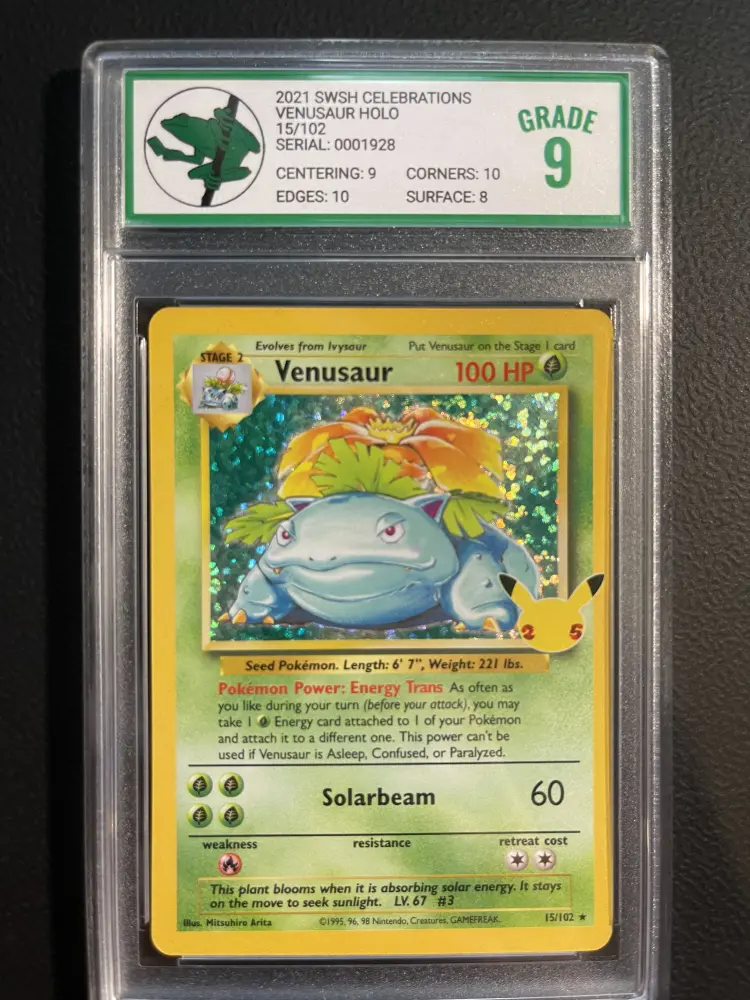 2021 SWSH CELEBRATIONS
VENUSAUR HOLO
15/102
SERIAL: 0001928
CENTERING: 9 CORNERS: 10
EDGES: 10 SURFACE: 8
GRADE
9
Evolves from Ivysaur Put Venusaur on the Stage 1 card
STAGE 2
Venusaur 100 HP
2 5
Seed Pokémon. Length: 6' 7", Weight: 221 lbs.
Pokémon Power: Energy Trans As often as
you like during your turn (before your attack), you may
take 1 Energy card attached to 1 of your Pokémon
and attach it to a different one. This power can't be
used if Venusaur is Asleep, Confused, or Paralyzed.
Solarbeam 60
weakness resistance retreat cost
This plant blooms when it is absorbing solar energy. It stays
on the move to seek sunlight. LV. 67 #3
Illus. Mitsuhiro Arita ©1995, 96, 98 Nintendo, Creatures, GAMEFREAK. 15/102 ★